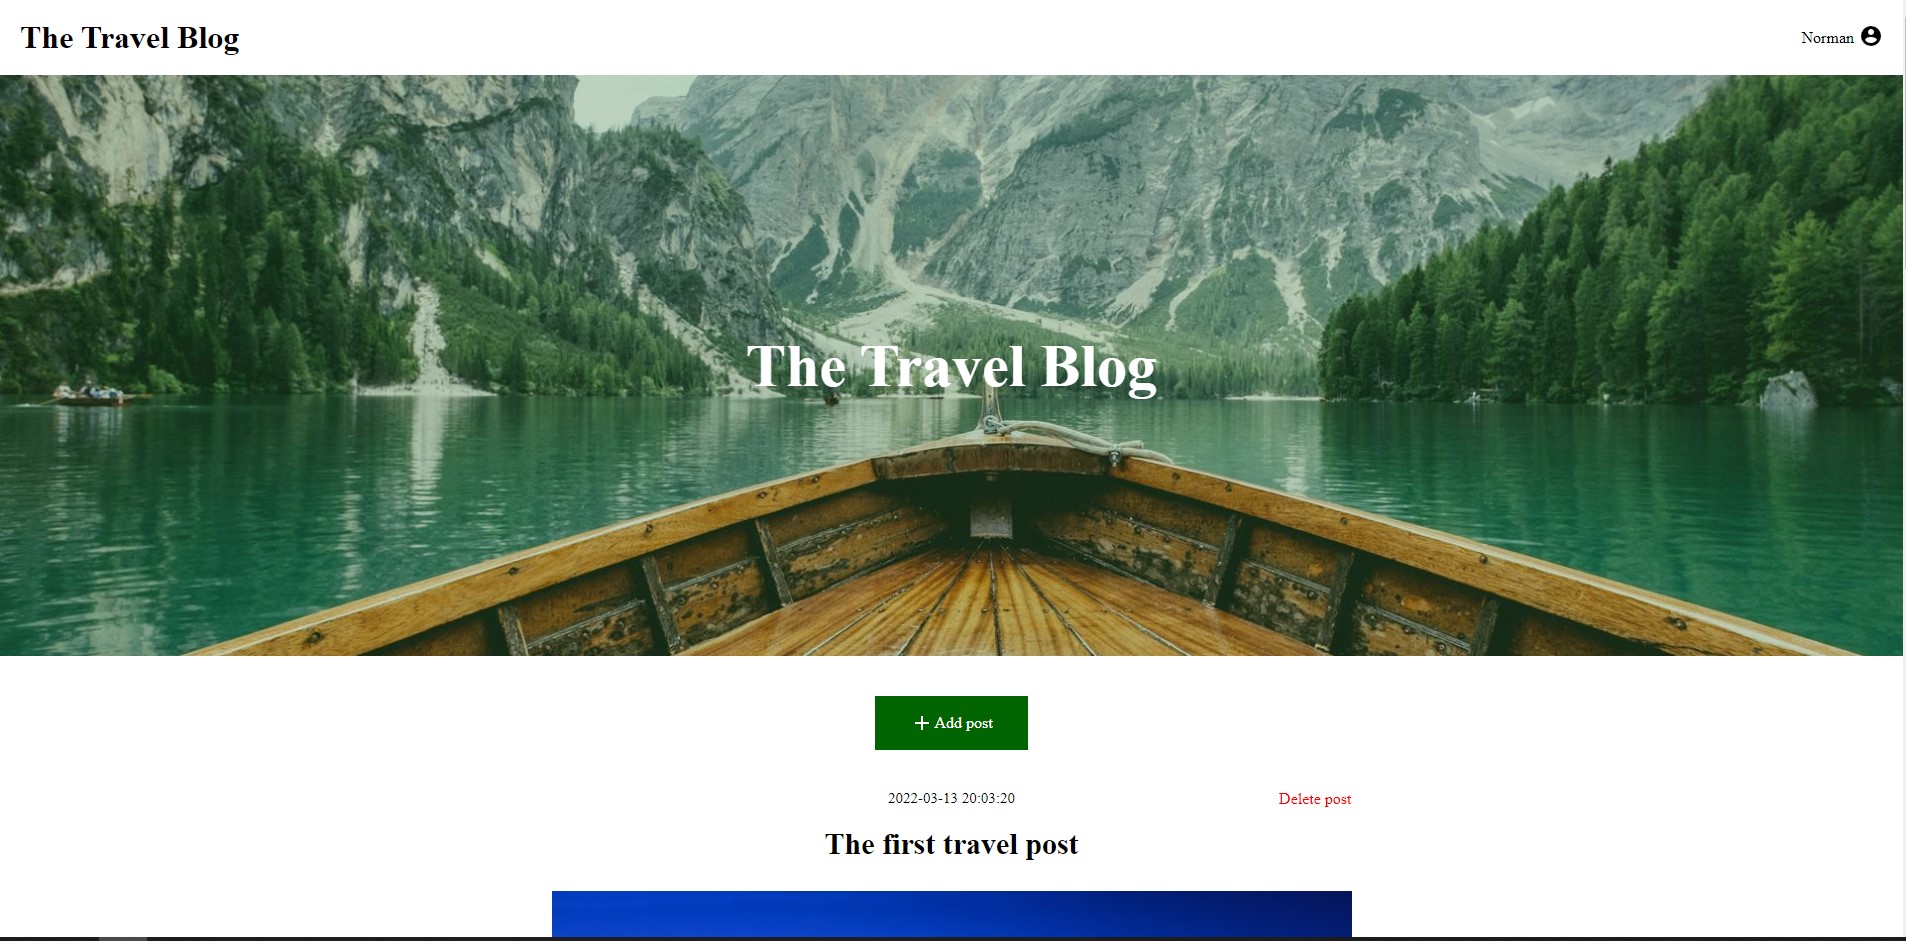 The Travel Blog
Norman
The Travel Blog
Add post
2022-03-13 20:03:20
Delete post
The first travel post